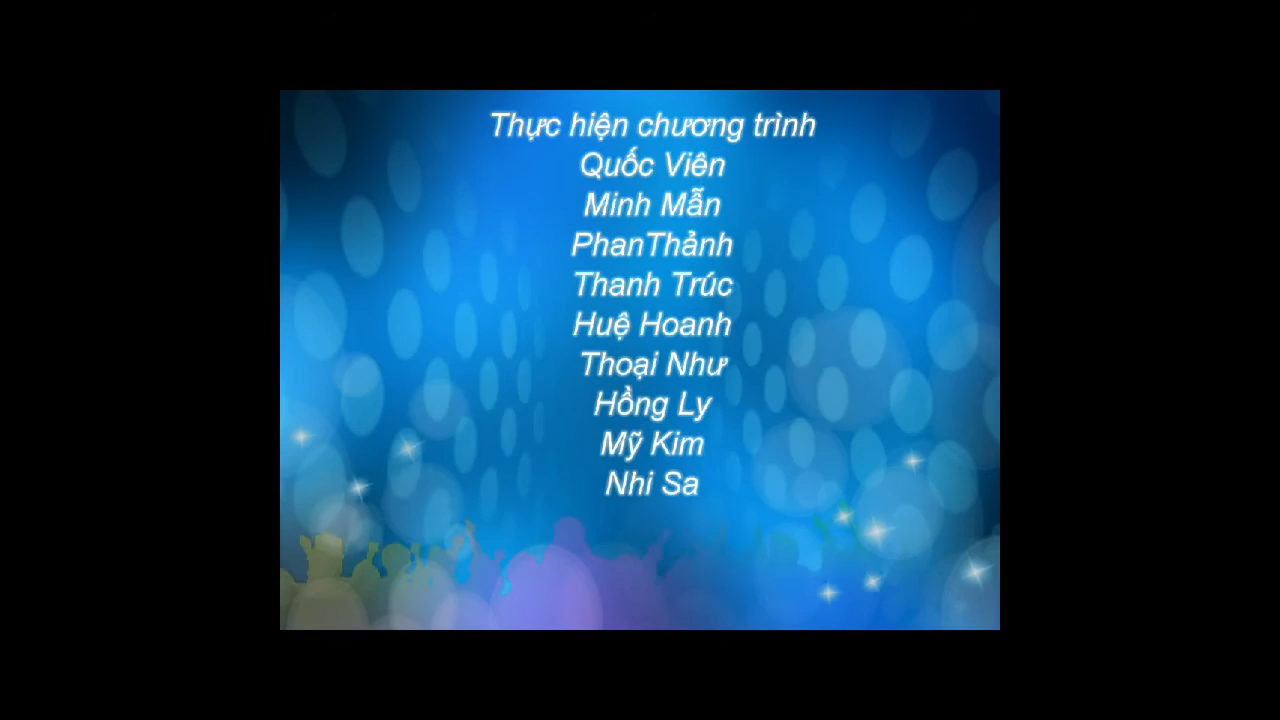 Thực hiện chương trình
Quốc Viên
Minh Mẫn
PhanThảnh
Thanh Trúc
Huệ Hoanh
Thoại Như
Hồng Ly
Mỹ Kim
Nhi Sa